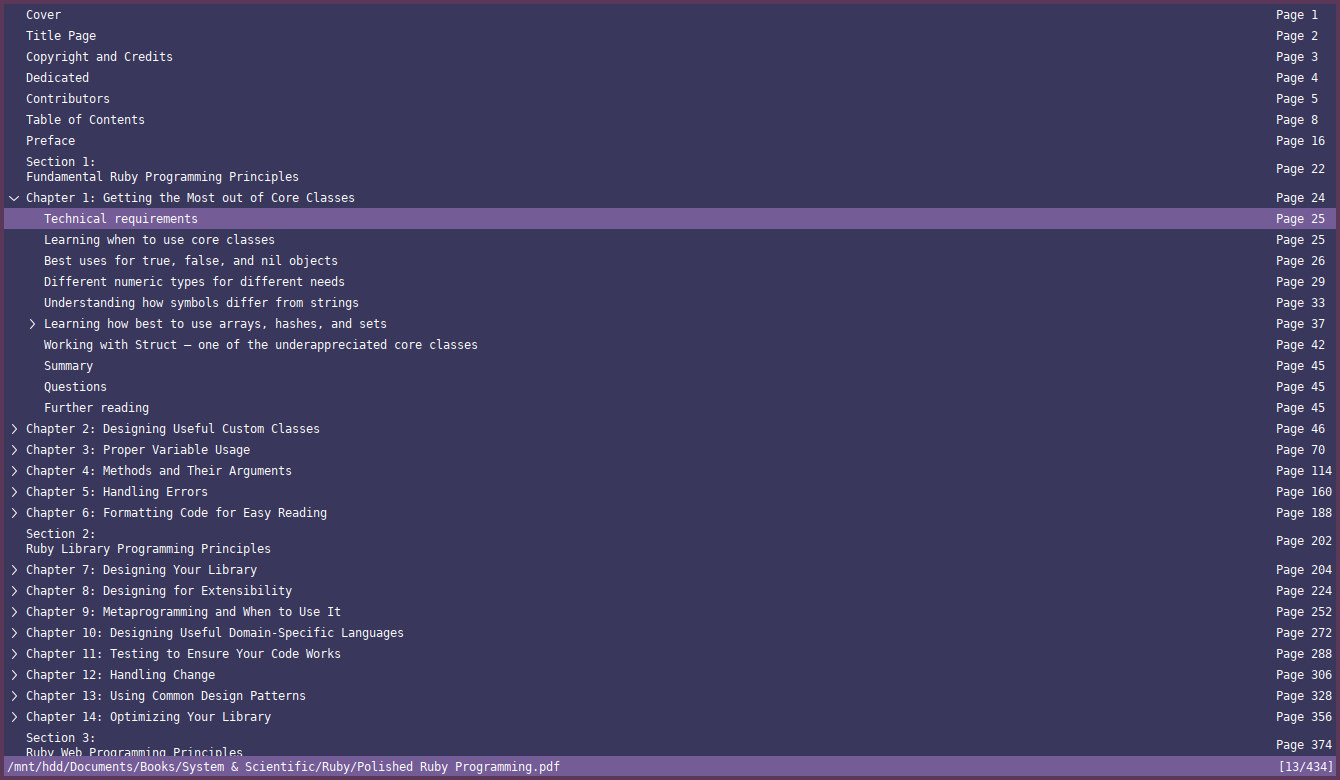 Cover Page 1
Title Page Page 2
Copyright and Credits Page 3
Dedicated Page 4
Contributors Page 5
Table of Contents Page 8
Preface Page 16
Section 1:
Fundamental Ruby Programming Principles Page 22
Chapter 1: Getting the Most out of Core Classes Page 24
Technical requirements Page 25
Learning when to use core classes Page 25
Best uses for true, false, and nil objects Page 26
Different numeric types for different needs Page 29
Understanding how symbols differ from strings Page 33
Learning how best to use arrays, hashes, and sets Page 37
Working with Struct – one of the underappreciated core classes Page 42
Summary Page 45
Questions Page 45
Further reading Page 45
Chapter 2: Designing Useful Custom Classes Page 46
Chapter 3: Proper Variable Usage Page 70
Chapter 4: Methods and Their Arguments Page 114
Chapter 5: Handling Errors Page 160
Chapter 6: Formatting Code for Easy Reading Page 188
Section 2:
Ruby Library Programming Principles Page 202
Chapter 7: Designing Your Library Page 204
Chapter 8: Designing for Extensibility Page 224
Chapter 9: Metaprogramming and When to Use It Page 252
Chapter 10: Designing Useful Domain-Specific Languages Page 272
Chapter 11: Testing to Ensure Your Code Works Page 288
Chapter 12: Handling Change Page 306
Chapter 13: Using Common Design Patterns Page 328
Chapter 14: Optimizing Your Library Page 356
Section 3:
Ruby Web Programming Principles Page 374
/mnt/hdd/Documents/Books/System & Scientific/Ruby/Polished Ruby Programming.pdf [13/434]